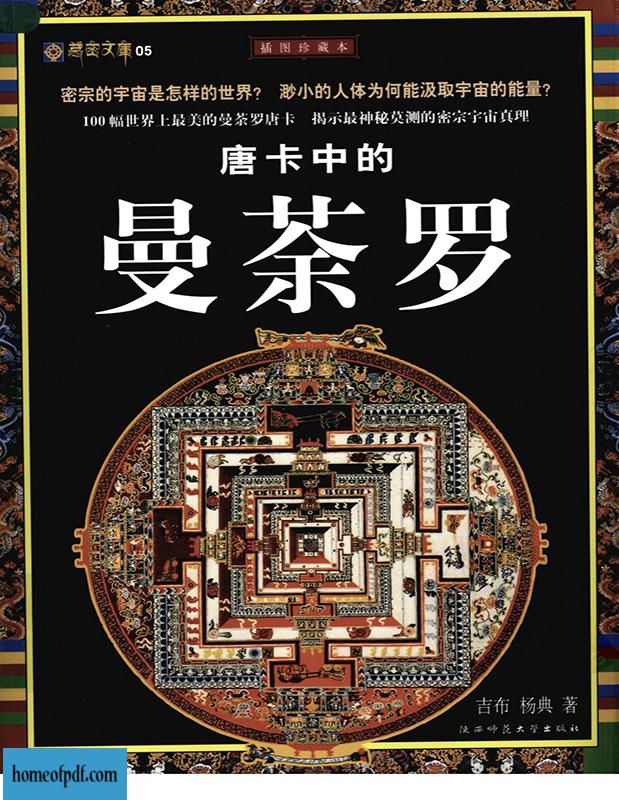 藏密文库 05
插图珍藏本
密宗的宇宙是怎样的世界? 渺小的人体为何能汲取宇宙的能量?
100幅世界上最美的曼荼罗唐卡 揭示最神秘莫测的密宗宇宙真理
唐卡中的
曼荼罗
吉布 杨典 著
陕西师范大学出版社
homeofpdf.com